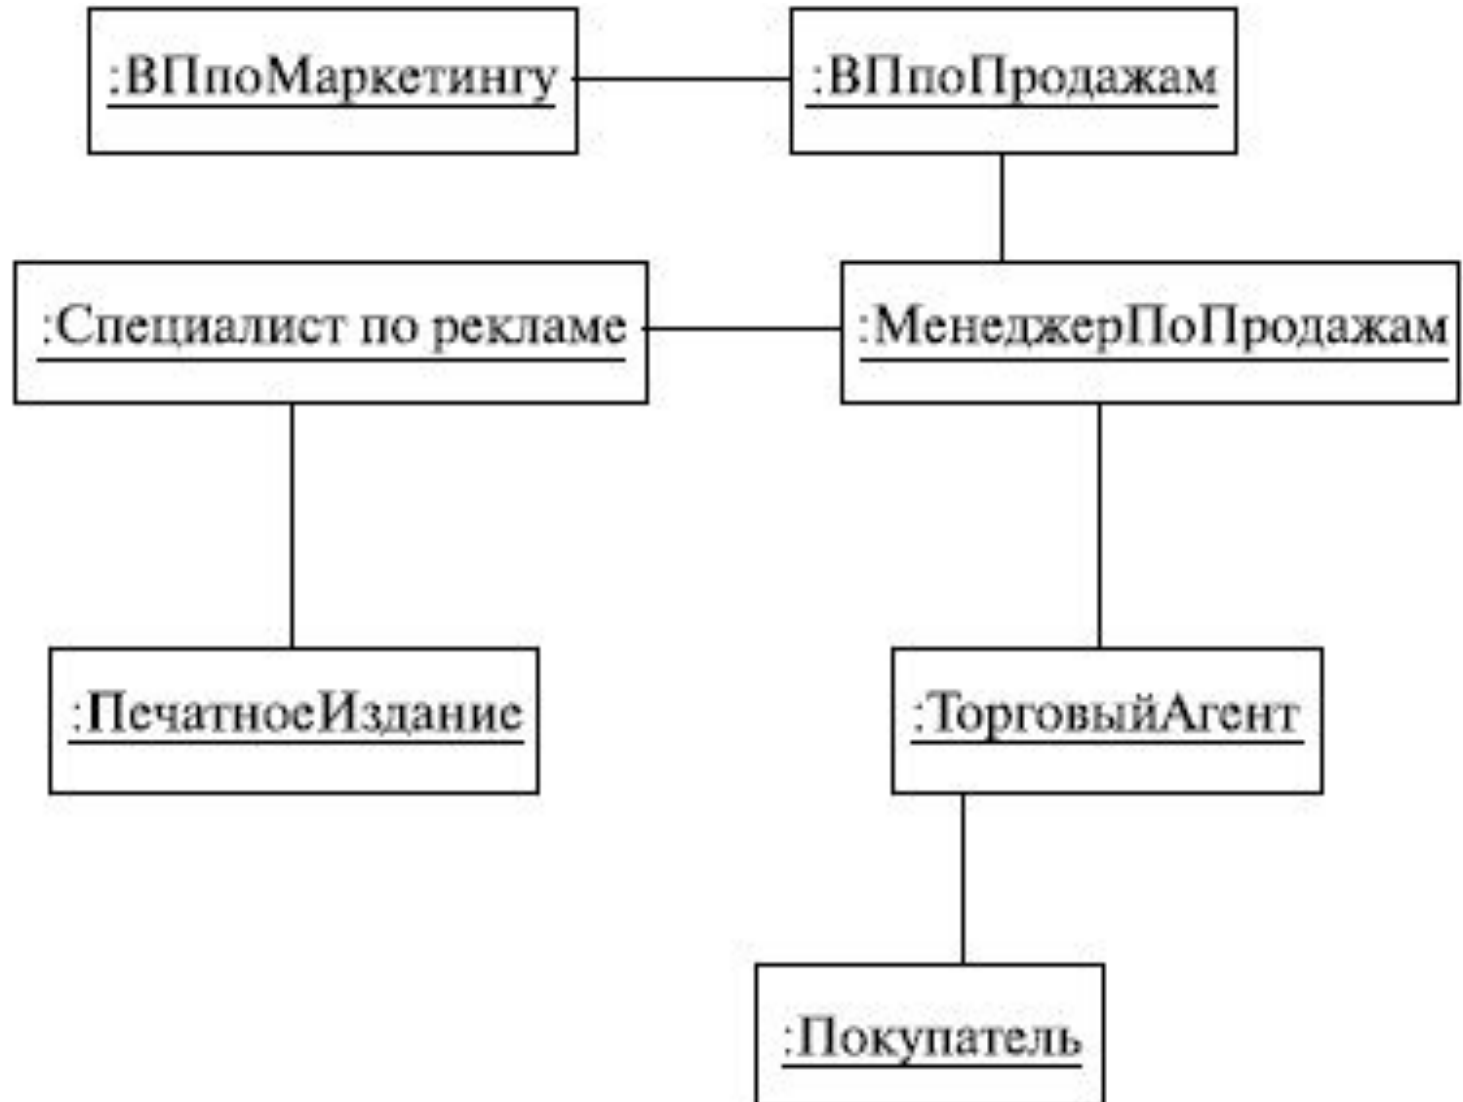 :ВПпоМаркетингу
:ВПпоПродажам
:Специалист по рекламе
:МенеджерПоПродажам
:ПечатноеИздание
:ТорговыйАгент
:Покупатель